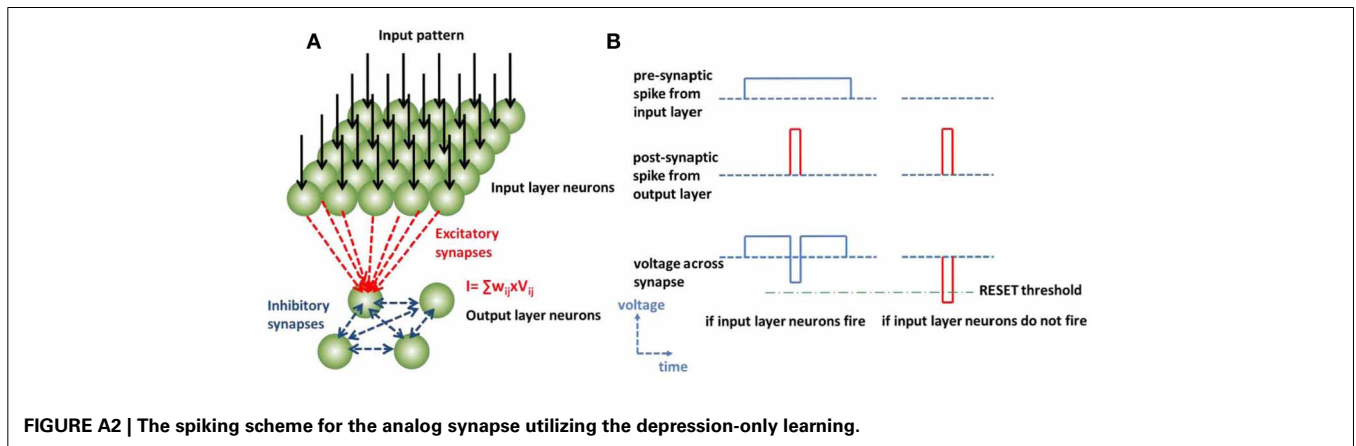 A
Input pattern
Input layer neurons
Excitatory
synapses
I= ∑wijxVij
Inhibitory
synapses
Output layer neurons
B
pre-synaptic
spike from
input layer
post-synaptic
spike from
output layer
voltage across
synapse
RESET threshold
voltage
time
if input layer neurons fire
if input layer neurons do not fire
FIGURE A2 | The spiking scheme for the analog synapse utilizing the depression-only learning.